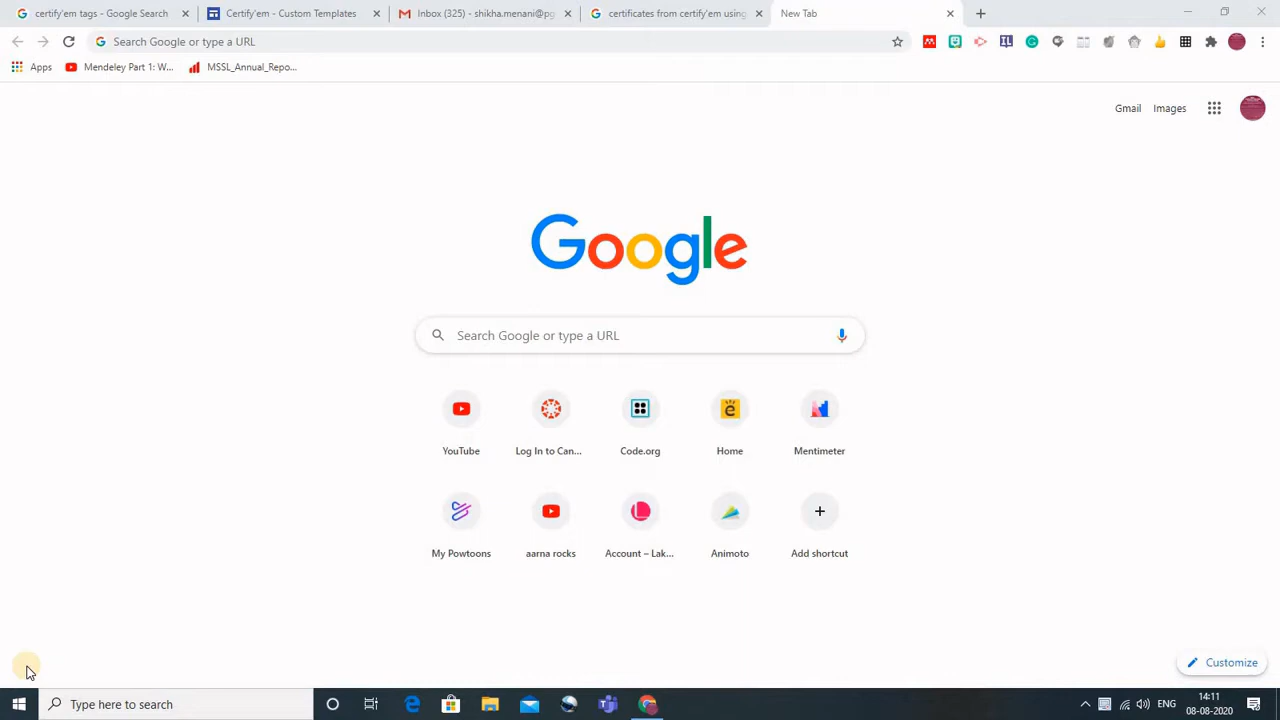 certify'em tags - Google Search
Certify'em - Custom Templates
Inbox (325) - shikha.menani@pg
certificates from certify'em using
New Tab
Search Google or type a URL
Apps
Mendeley Part 1: W...
MSSL_Annual_Repo...
Gmail
Images
Google
Search Google or type a URL
YouTube
Log In to Can...
Code.org
Home
Mentimeter
My Powtoons
aarna rocks
Account – Lak...
Animoto
Add shortcut
Customize
Type here to search
ENG
14:11
08-08-2020